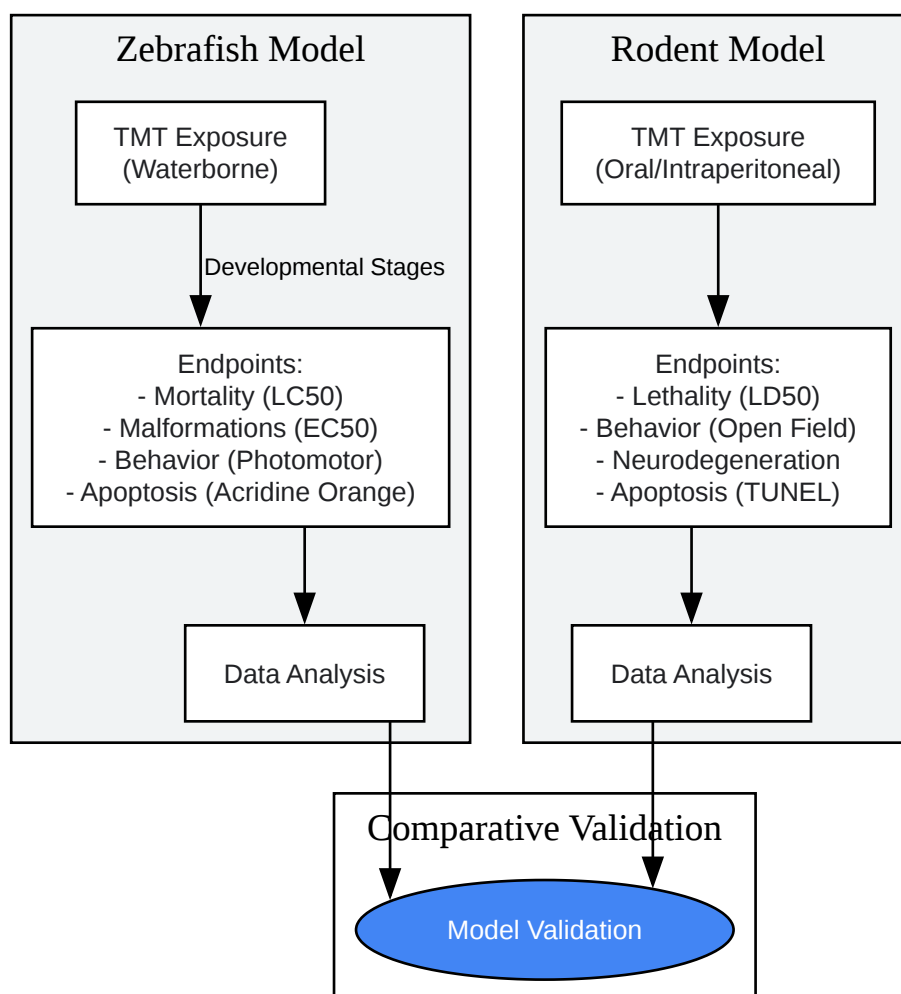 Zebrafish Model
TMT Exposure
(Waterborne)
Developmental Stages
Endpoints:
- Mortality (LC50)
- Malformations (EC50)
- Behavior (Photomotor)
- Apoptosis (Acridine Orange)
Data Analysis
Rodent Model
TMT Exposure
(Oral/Intraperitoneal)
Endpoints:
- Lethality (LD50)
- Behavior (Open Field)
- Neurodegeneration
- Apoptosis (TUNEL)
Data Analysis
Comparative Validation
Model Validation